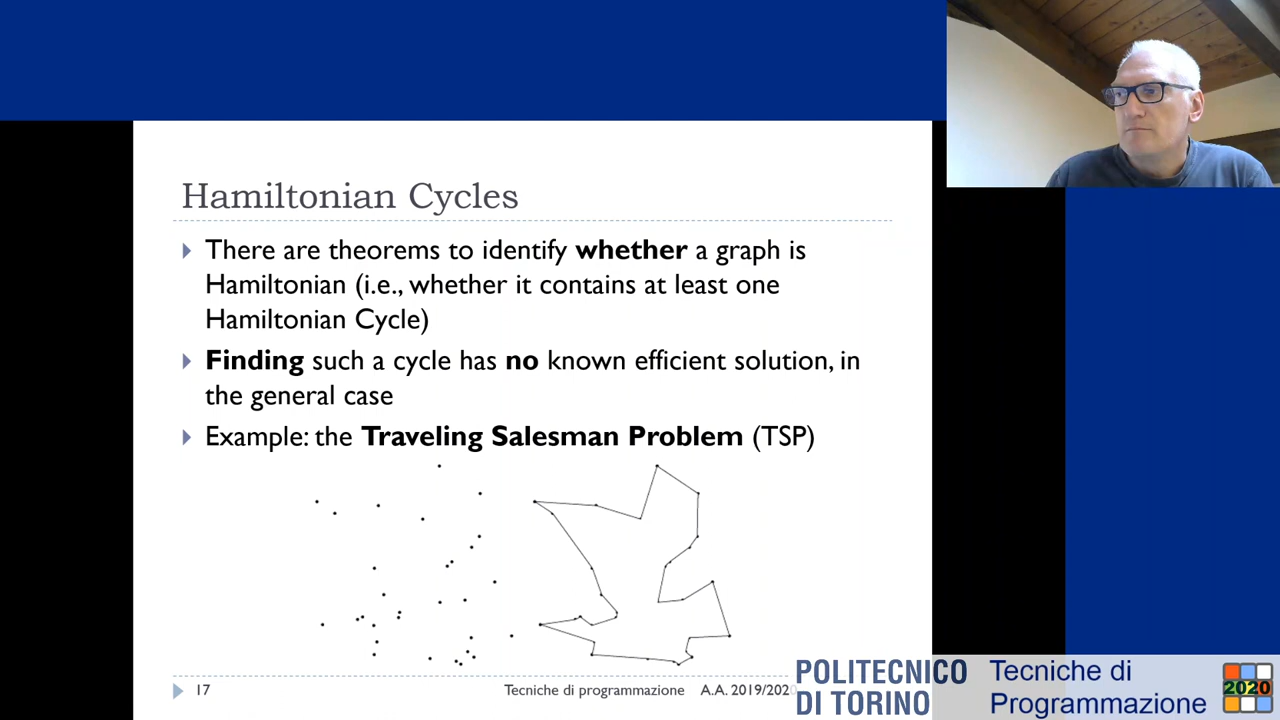 Hamiltonian Cycles
There are theorems to identify whether a graph is
Hamiltonian (i.e., whether it contains at least one
Hamiltonian Cycle)
Finding such a cycle has no known efficient solution, in
the general case
Example: the Traveling Salesman Problem (TSP)
17
Tecniche di programmazione A.A. 2019/2020
POLITECNICO
DI TORINO
Tecniche di
Programmazione
2020